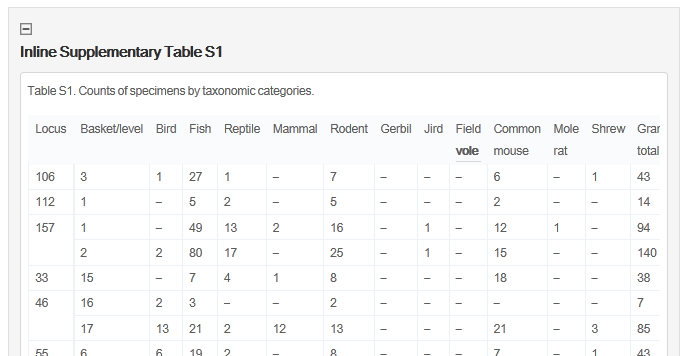 Inline Supplementary Table S1
Table S1. Counts of specimens by taxonomic categories.
Locus Basket/level Bird Fish Reptile Mammal Rodent Gerbil Jird Field vole Common mouse Mole rat Shrew Gran total
106 3 1 27 1 – 7 – – – 6 – 1 43
112 1 – 5 2 – 5 – – – 2 – – 14
157 1 – 49 13 2 16 – 1 – 12 1 – 94
2 2 80 17 – 25 – 1 – 15 – – 140
33 15 – 7 4 1 8 – – – 18 – – 38
46 16 2 3 – – 2 – – – – – – 7
17 13 21 2 12 13 – – – 21 – 3 85
55 6 6 19 2 – 8 – – – 7 – 1 43